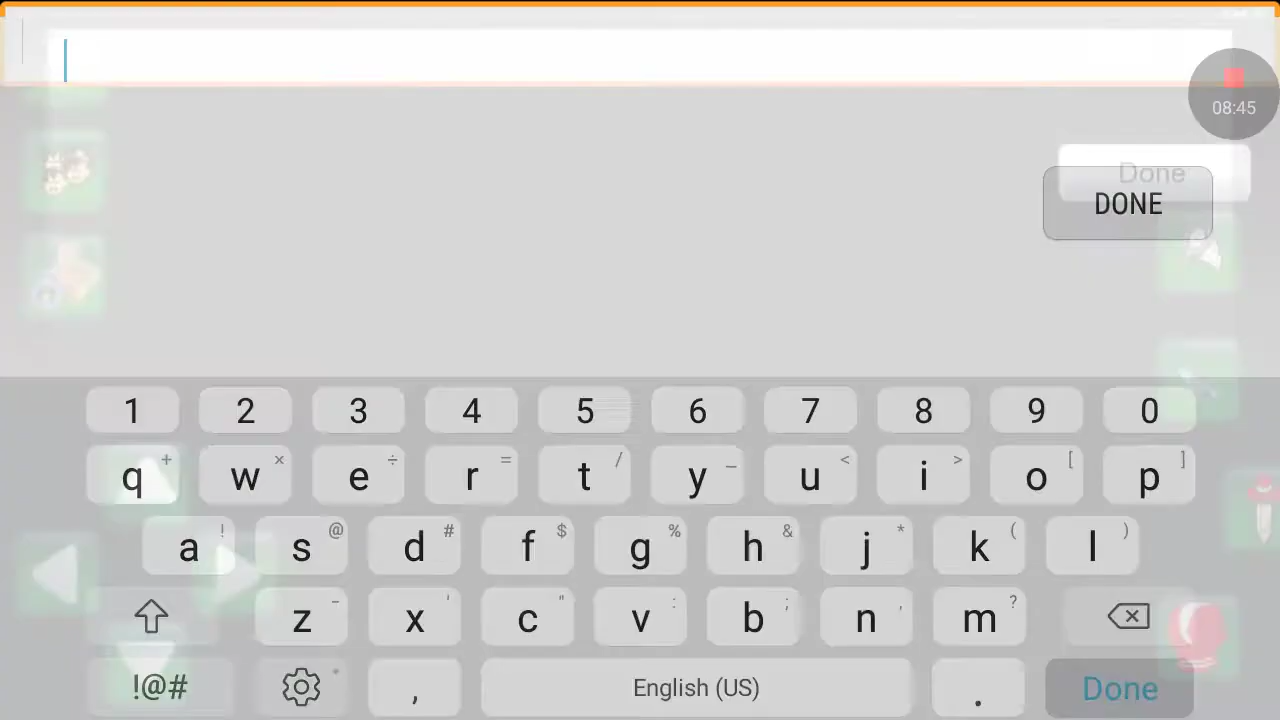 08:45
Done
DONE
1 2 3 4 5 6 7 8 9 0
q + w × e ÷ r = t / y _ u < i > o [ p ]
a ! s @ d # f $ g % h & j * k ( l )
z - x ' c " v : b ; n , m ?
!@# , English (US) . Done